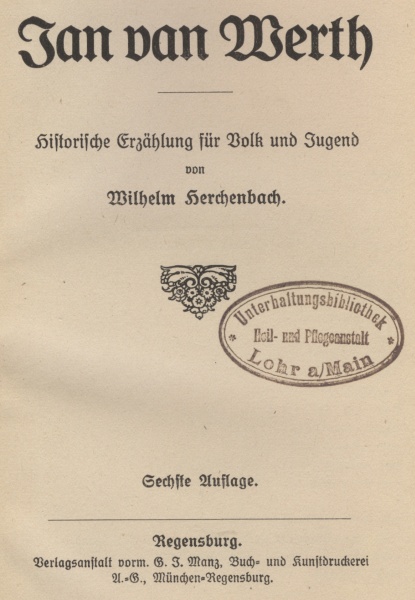 Jan van Werth
Historische Erzählung für Volk und Jugend
von
Wilhelm Herchenbach.
Unterhaltungsbibliothek
Heil- und Pflegeanstalt
* Lohr a/Main *
Sechste Auflage.
Regensburg.
Verlagsanstalt vorm. G. J. Manz, Buch- und Kunstdruckerei
A.-G., München-Regensburg.